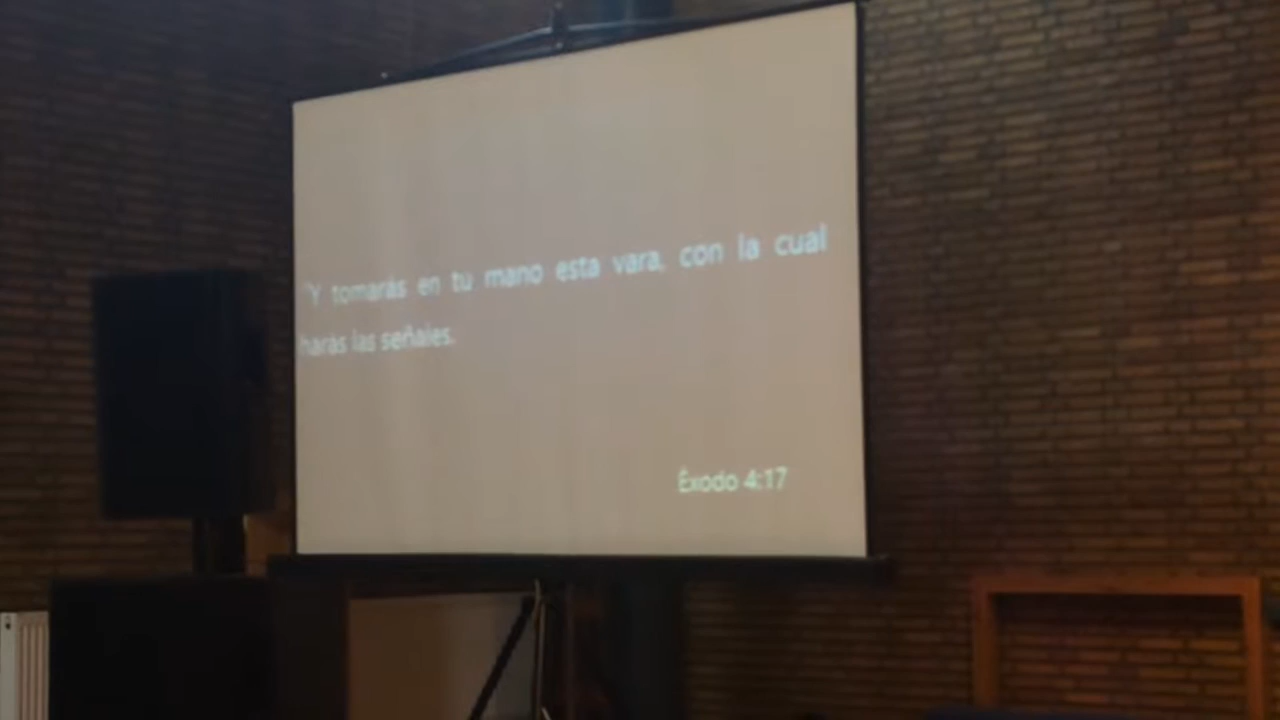 "Y tomarás en tu mano esta vara, con la cual
harás las señales.
Éxodo 4:17